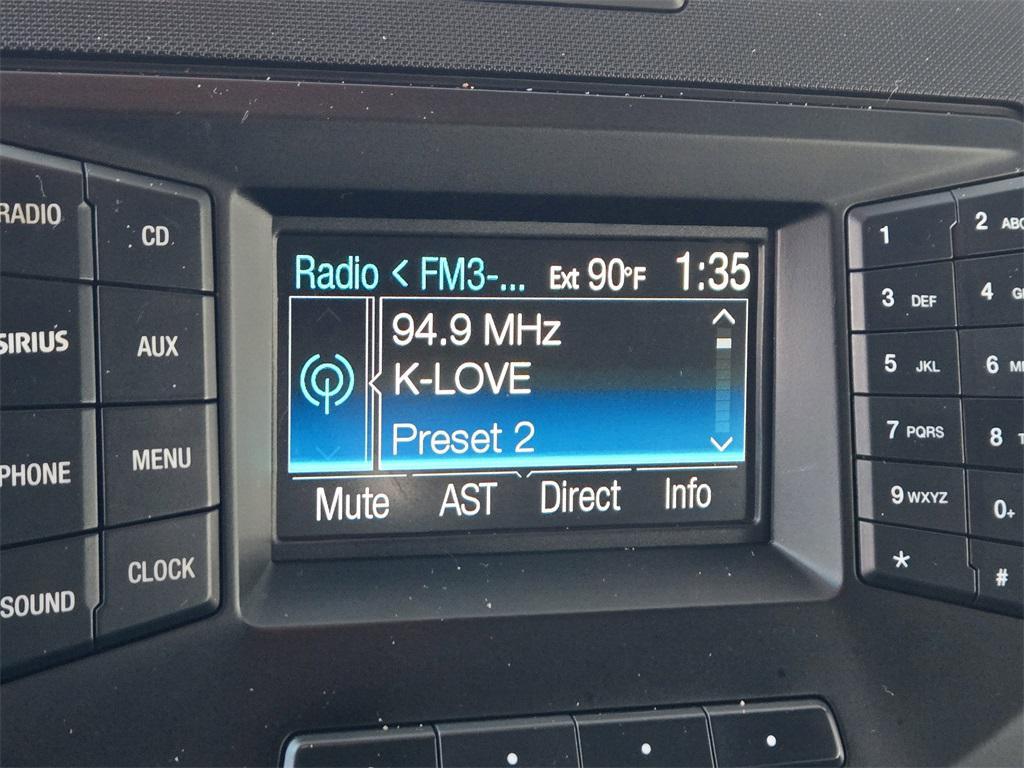 RADIO
CD
SIRIUS
AUX
PHONE
MENU
SOUND
CLOCK
Radio < FM3-... Ext 90°F 1:35
94.9 MHz
K-LOVE
Preset 2
Mute AST Direct Info
1
2 ABC
3 DEF
4 G
5 JKL
6 M
7 PQRS
8 T
9 WXYZ
0+
*
#